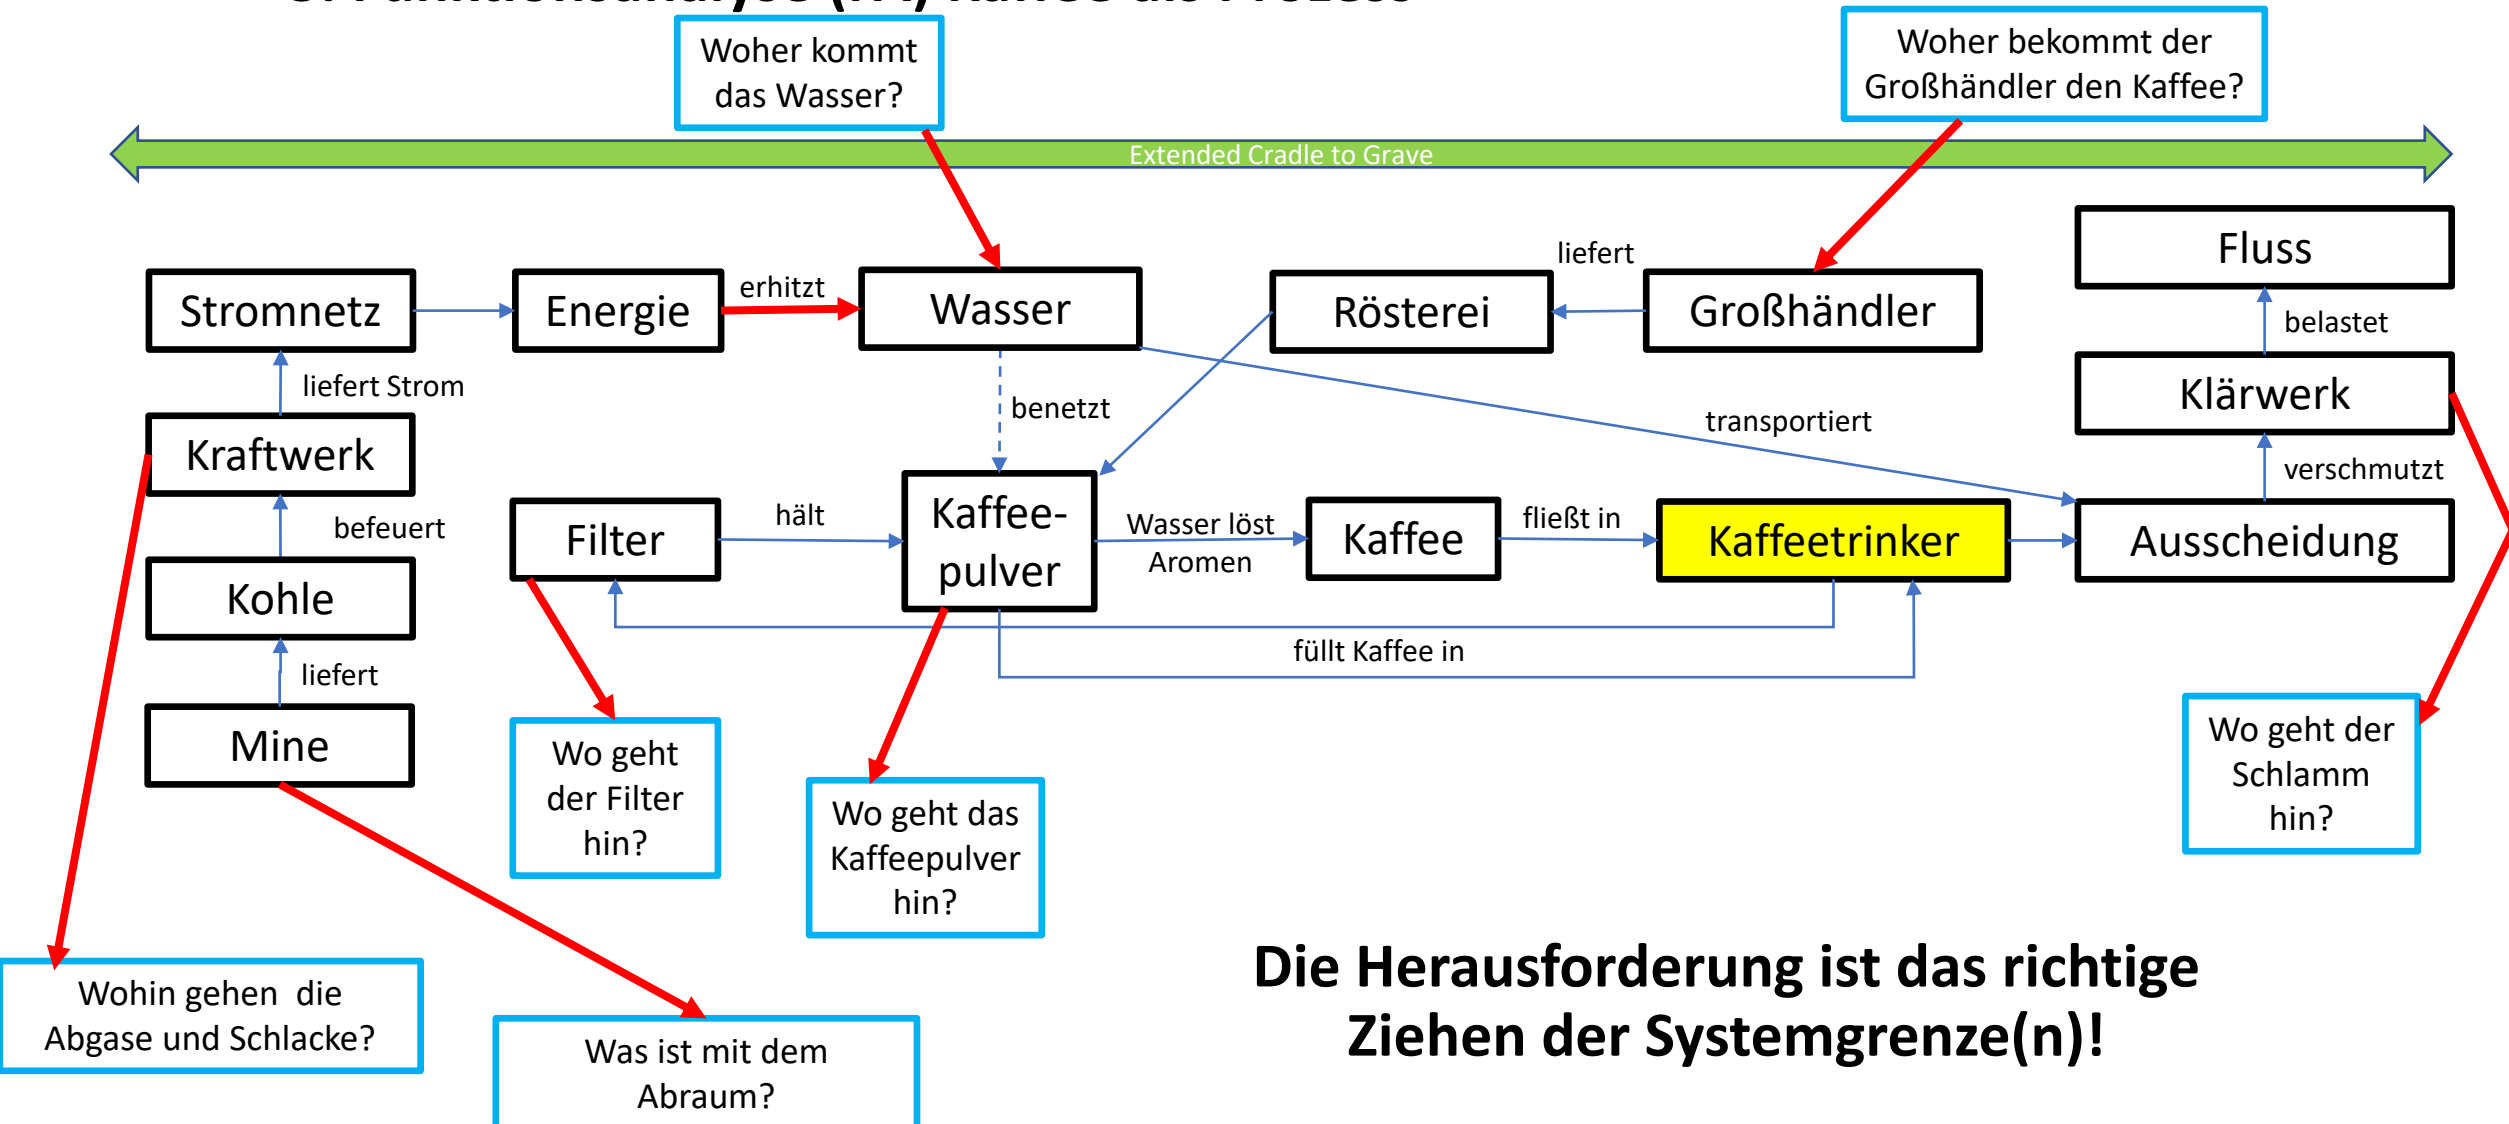 Kaffee als Prozess
Woher kommt
das Wasser?
Woher bekommt der
Großhändler den Kaffee?
Extended Cradle to Grave
Fluss
liefert
Stromnetz
Energie
erhitzt
Wasser
Rösterei
Großhändler
belastet
liefert Strom
benetzt
Klärwerk
transportiert
Kraftwerk
verschmutzt
befeuert
Filter
hält
Kaffee-
pulver
Wasser löst
Aromen
Kaffee
fließt in
Kaffeetrinker
Ausscheidung
Kohle
füllt Kaffee in
liefert
Mine
Wo geht
der Filter
hin?
Wo geht das
Kaffeepulver
hin?
Wo geht der
Schlamm
hin?
Wohin gehen die
Abgase und Schlacke?
Was ist mit dem
Abraum?
Die Herausforderung ist das richtige
Ziehen der Systemgrenze(n)!